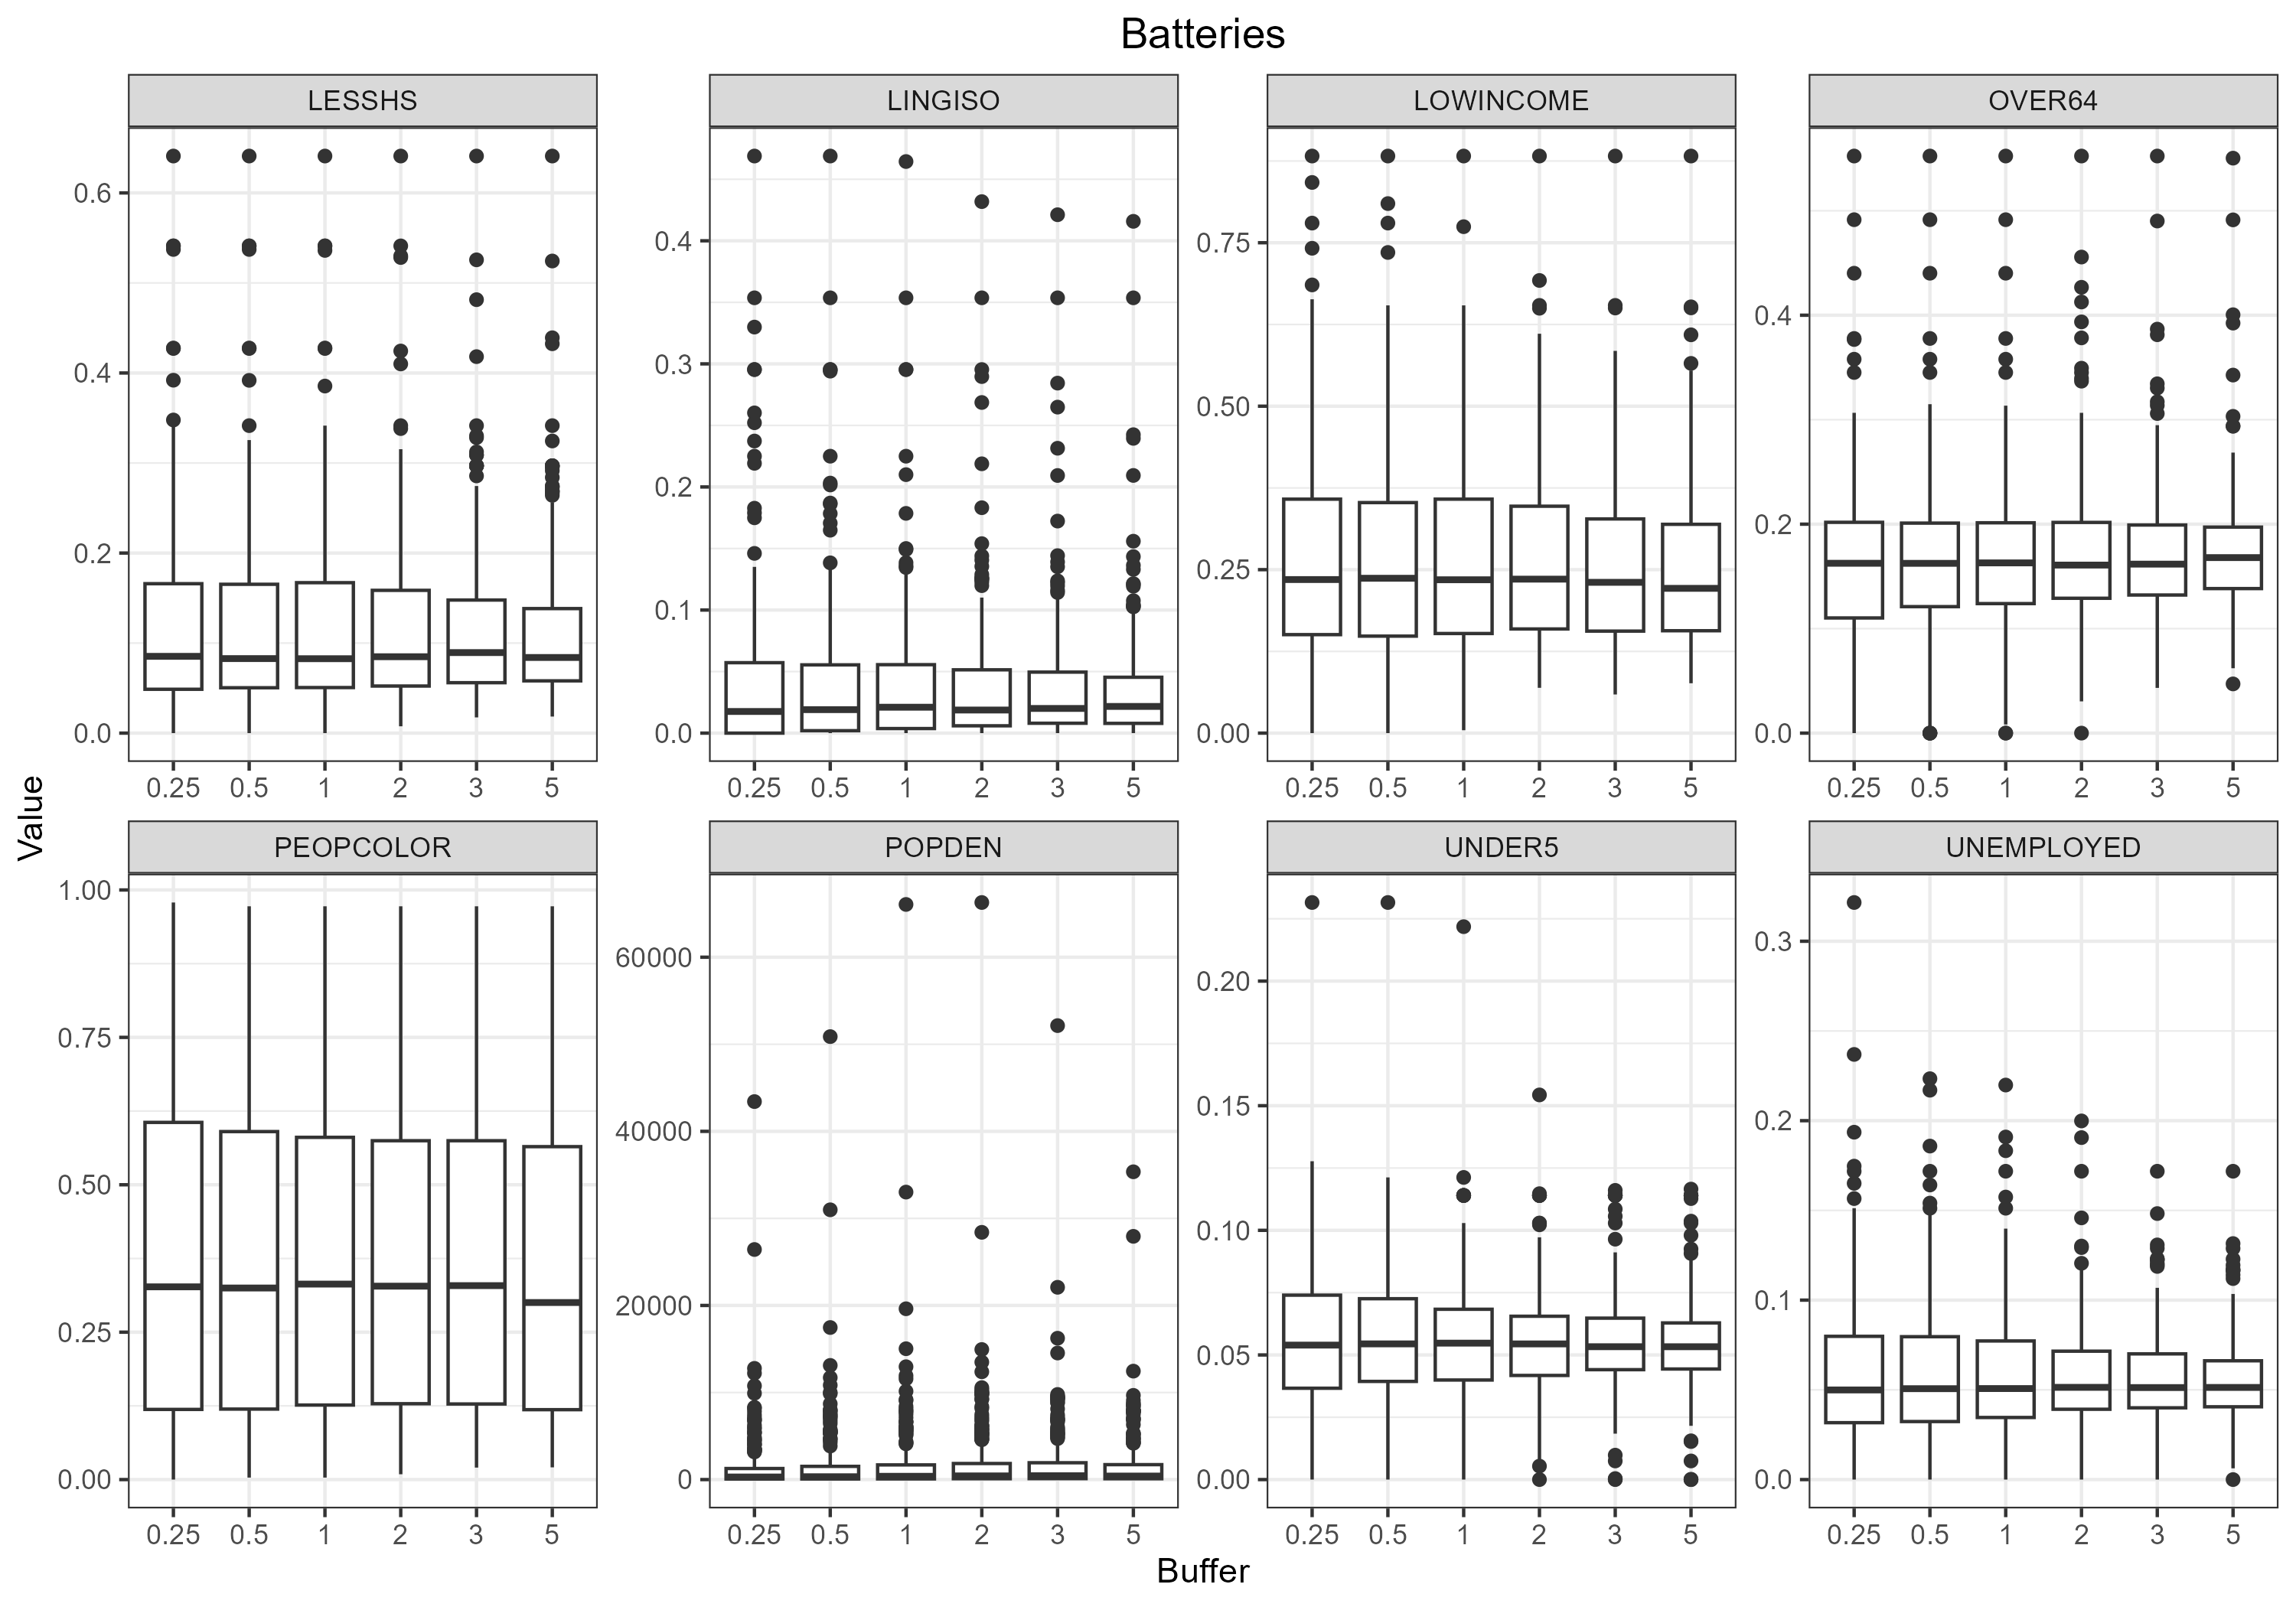 Batteries
LESSHS LINGISO LOWINCOME OVER64
0.6 0.4 0.2 0.0
0.4 0.3 0.2 0.1 0.0
0.75 0.50 0.25 0.00
0.4 0.2 0.0
0.25 0.5 1 2 3 5 0.25 0.5 1 2 3 5 0.25 0.5 1 2 3 5 0.25 0.5 1 2 3 5
Value
PEOPCOLOR POPDEN UNDER5 UNEMPLOYED
1.00 0.75 0.50 0.25 0.00
60000 40000 20000 0
0.20 0.15 0.10 0.05 0.00
0.3 0.2 0.1 0.0
0.25 0.5 1 2 3 5 0.25 0.5 1 2 3 5 0.25 0.5 1 2 3 5 0.25 0.5 1 2 3 5
Buffer